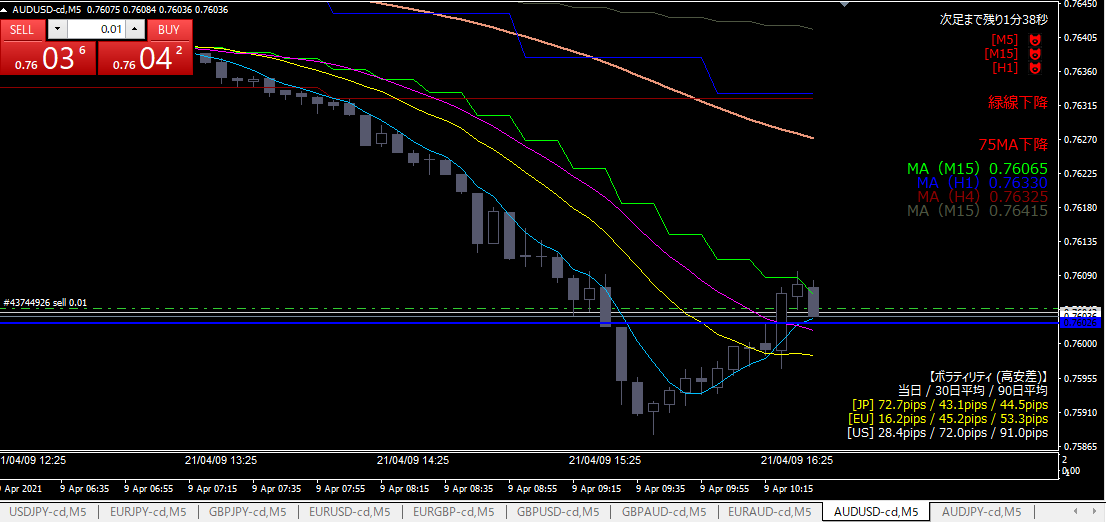 AUDUSD-cd,M5 0.76075 0.76084 0.76036 0.76036
SELL 0.01 BUY
0.76 03 6 0.76 04 2
次足まで残り1分38秒
[M5]
[M15]
[H1]
緑線下降
75MA下降
MA（M15）0.76065
MA（H1）0.76330
MA（H4）0.76325
MA（M15）0.76415
#43744926 sell 0.01
【ボラティリティ（高安差)】
当日 / 30日平均 / 90日平均
[JP] 72.7pips / 43.1pips / 44.5pips
[EU] 16.2pips / 45.2pips / 53.3pips
[US] 28.4pips / 72.0pips / 91.0pips
0.76450
0.76405
0.76360
0.76315
0.76270
0.76225
0.76180
0.76135
0.76090
0.76036
0.76000
0.75955
0.75910
0.75865
2
0.00
1/04/09 12:25 21/04/09 13:25 21/04/09 14:25 21/04/09 15:25 21/04/09 16:25
9 Apr 2021 9 Apr 06:35 9 Apr 06:55 9 Apr 07:15 9 Apr 07:35 9 Apr 07:55 9 Apr 08:15 9 Apr 08:35 9 Apr 08:55 9 Apr 09:15 9 Apr 09:35 9 Apr 09:55 9 Apr 10:15
USDJPY-cd,M5 EURJPY-cd,M5 GBPJPY-cd,M5 EURUSD-cd,M5 EURGBP-cd,M5 GBPUSD-cd,M5 GBPAUD-cd,M5 EURAUD-cd,M5 AUDUSD-cd,M5 AUDJPY-cd,M5